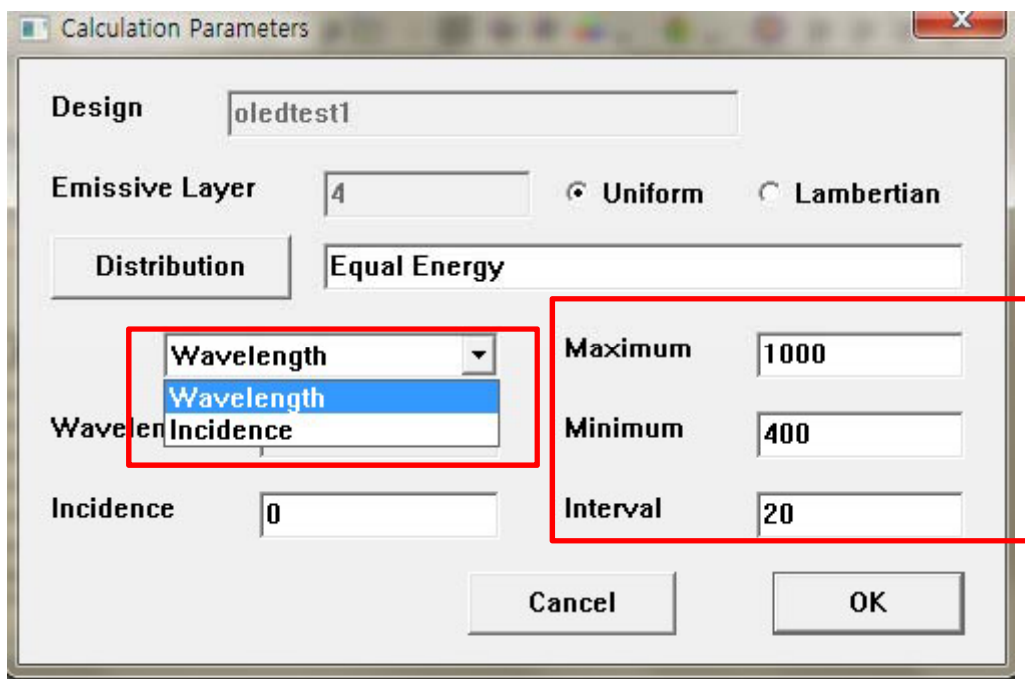 Calculation Parameters
Design oledtest1
Emissive Layer 4 Uniform Lambertian
Distribution Equal Energy
Wavelength Maximum 1000
Wavelength
Wavelen Incidence Minimum 400
Incidence 0 Interval 20
Cancel OK